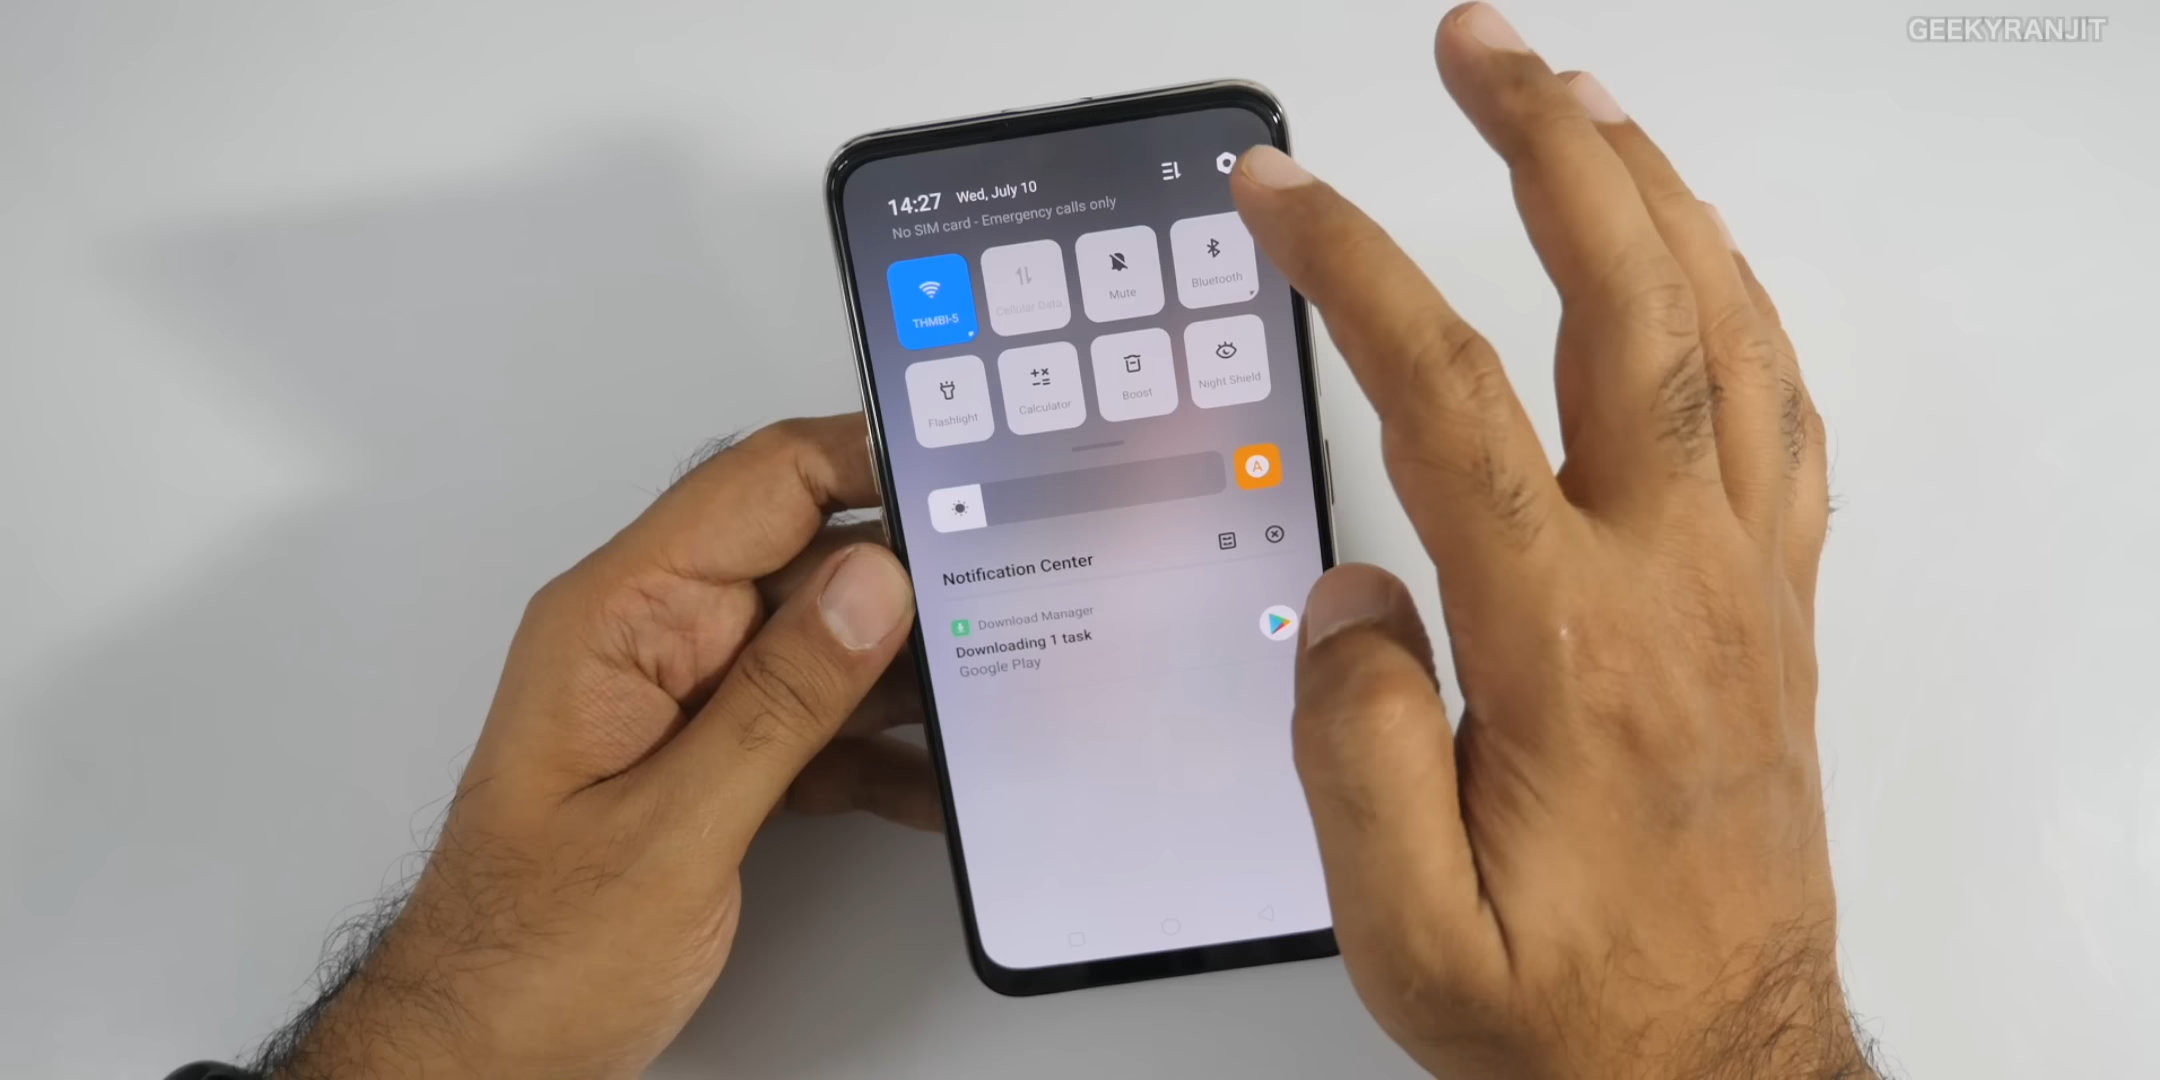 GEEKYRANJIT
14:27 Wed, July 10
No SIM card - Emergency calls only
THMBI-5
Cellular Data
Mute
Bluetooth
Flashlight
Calculator
Boost
Night Shield
A
Notification Center
Download Manager
Downloading 1 task
Google Play